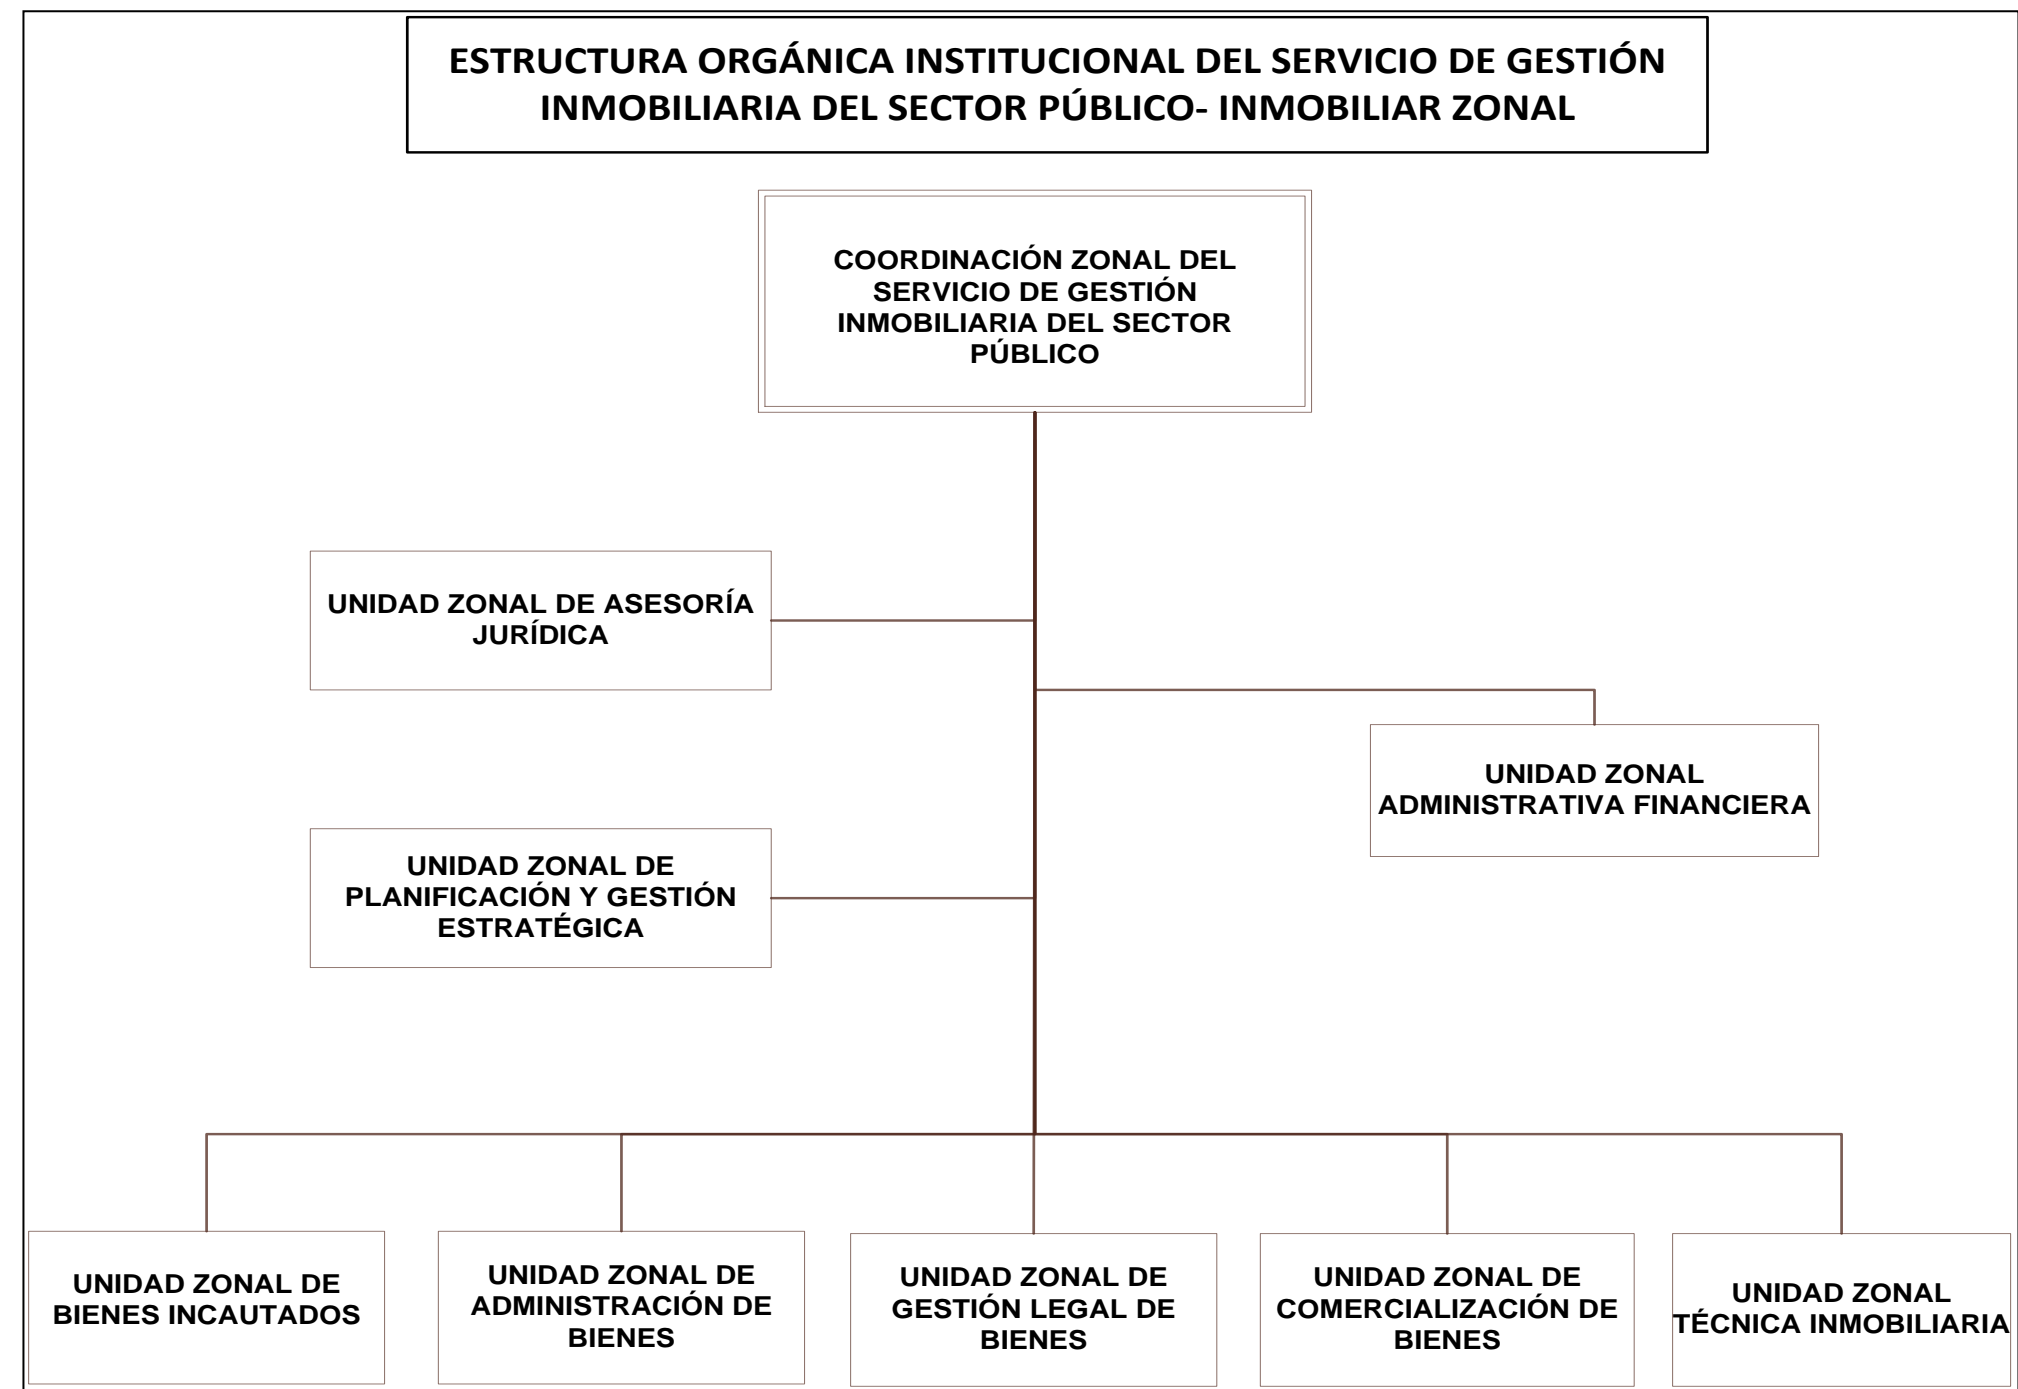 ESTRUCTURA ORGÁNICA INSTITUCIONAL DEL SERVICIO DE GESTIÓN
INMOBILIARIA DEL SECTOR PÚBLICO- INMOBILIAR ZONAL
COORDINACIÓN ZONAL DEL
SERVICIO DE GESTIÓN
INMOBILIARIA DEL SECTOR
PÚBLICO
UNIDAD ZONAL DE ASESORÍA
JURÍDICA
UNIDAD ZONAL
ADMINISTRATIVA FINANCIERA
UNIDAD ZONAL DE
PLANIFICACIÓN Y GESTIÓN
ESTRATÉGICA
UNIDAD ZONAL DE
BIENES INCAUTADOS
UNIDAD ZONAL DE
ADMINISTRACIÓN DE
BIENES
UNIDAD ZONAL DE
GESTIÓN LEGAL DE
BIENES
UNIDAD ZONAL DE
COMERCIALIZACIÓN DE
BIENES
UNIDAD ZONAL
TÉCNICA INMOBILIARIA